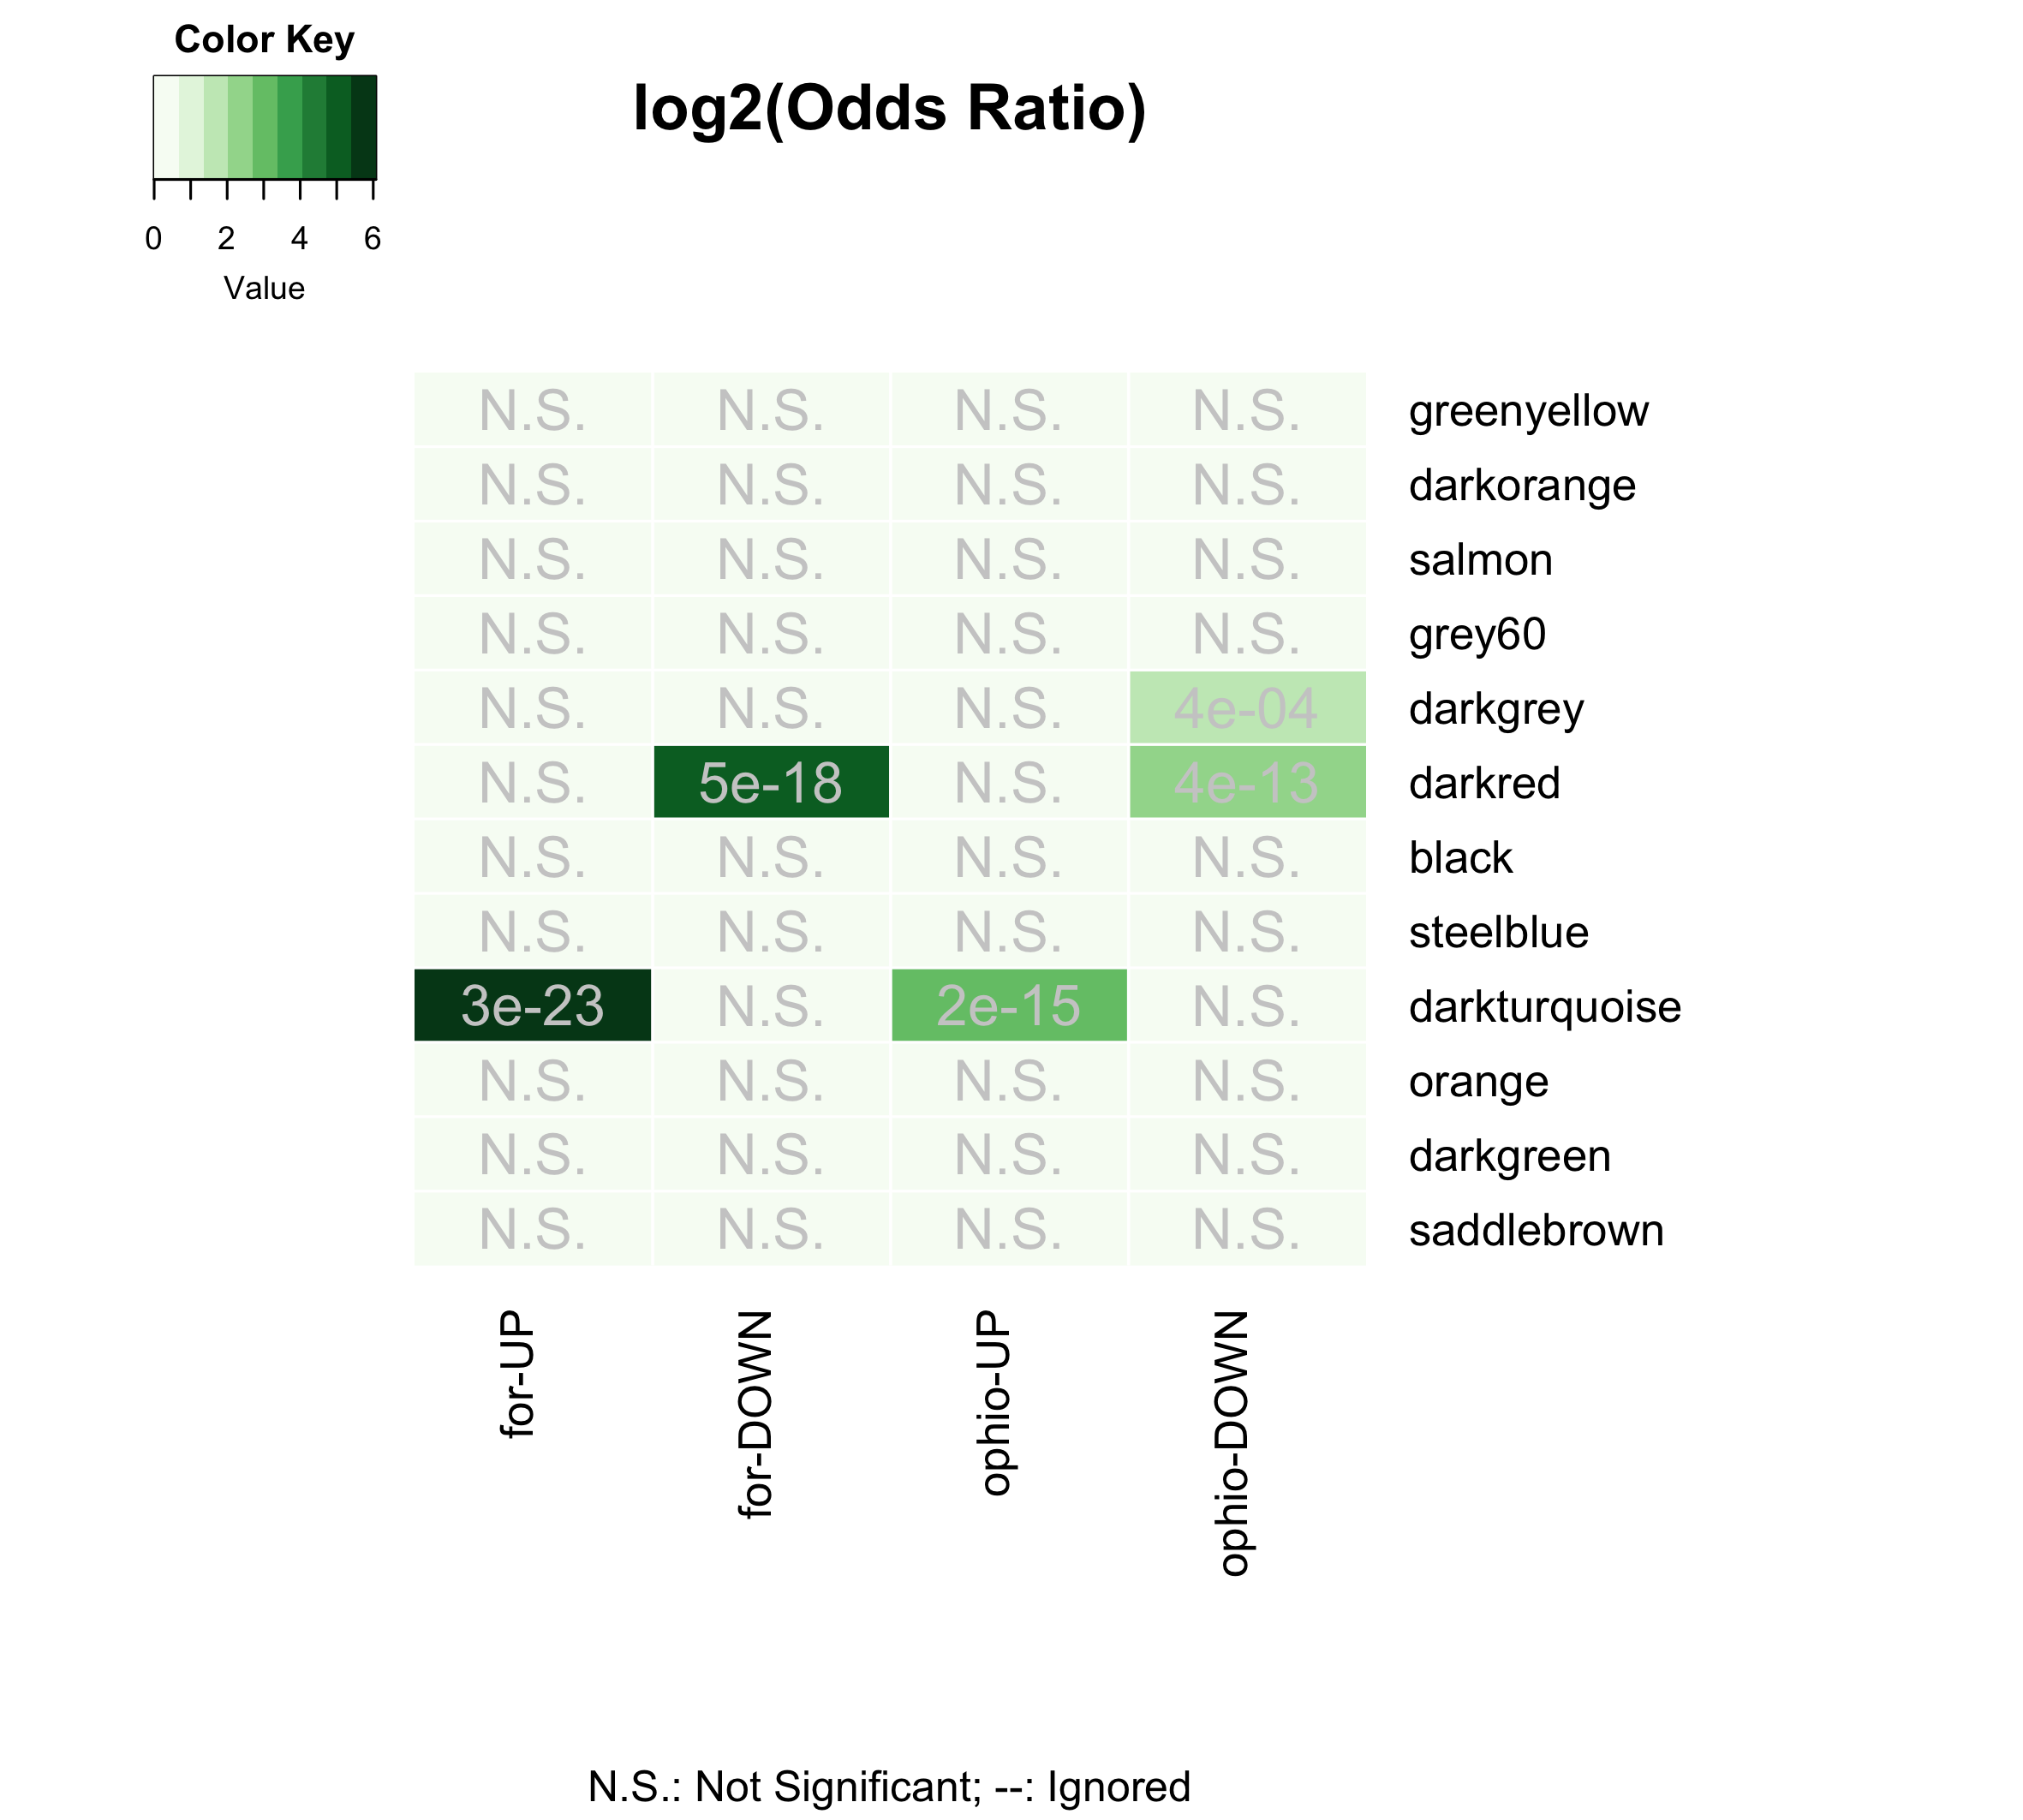 Color Key
log2(Odds Ratio)
0 2 4 6
Value
N.S. N.S. N.S. N.S. greenyellow
N.S. N.S. N.S. N.S. darkorange
N.S. N.S. N.S. N.S. salmon
N.S. N.S. N.S. N.S. grey60
N.S. N.S. N.S. 4e-04 darkgrey
N.S. 5e-18 N.S. 4e-13 darkred
N.S. N.S. N.S. N.S. black
N.S. N.S. N.S. N.S. steelblue
3e-23 N.S. 2e-15 N.S. darkturquoise
N.S. N.S. N.S. N.S. orange
N.S. N.S. N.S. N.S. darkgreen
N.S. N.S. N.S. N.S. saddlebrown
for-UP
for-DOWN
ophio-UP
ophio-DOWN
N.S.: Not Significant; --: Ignored